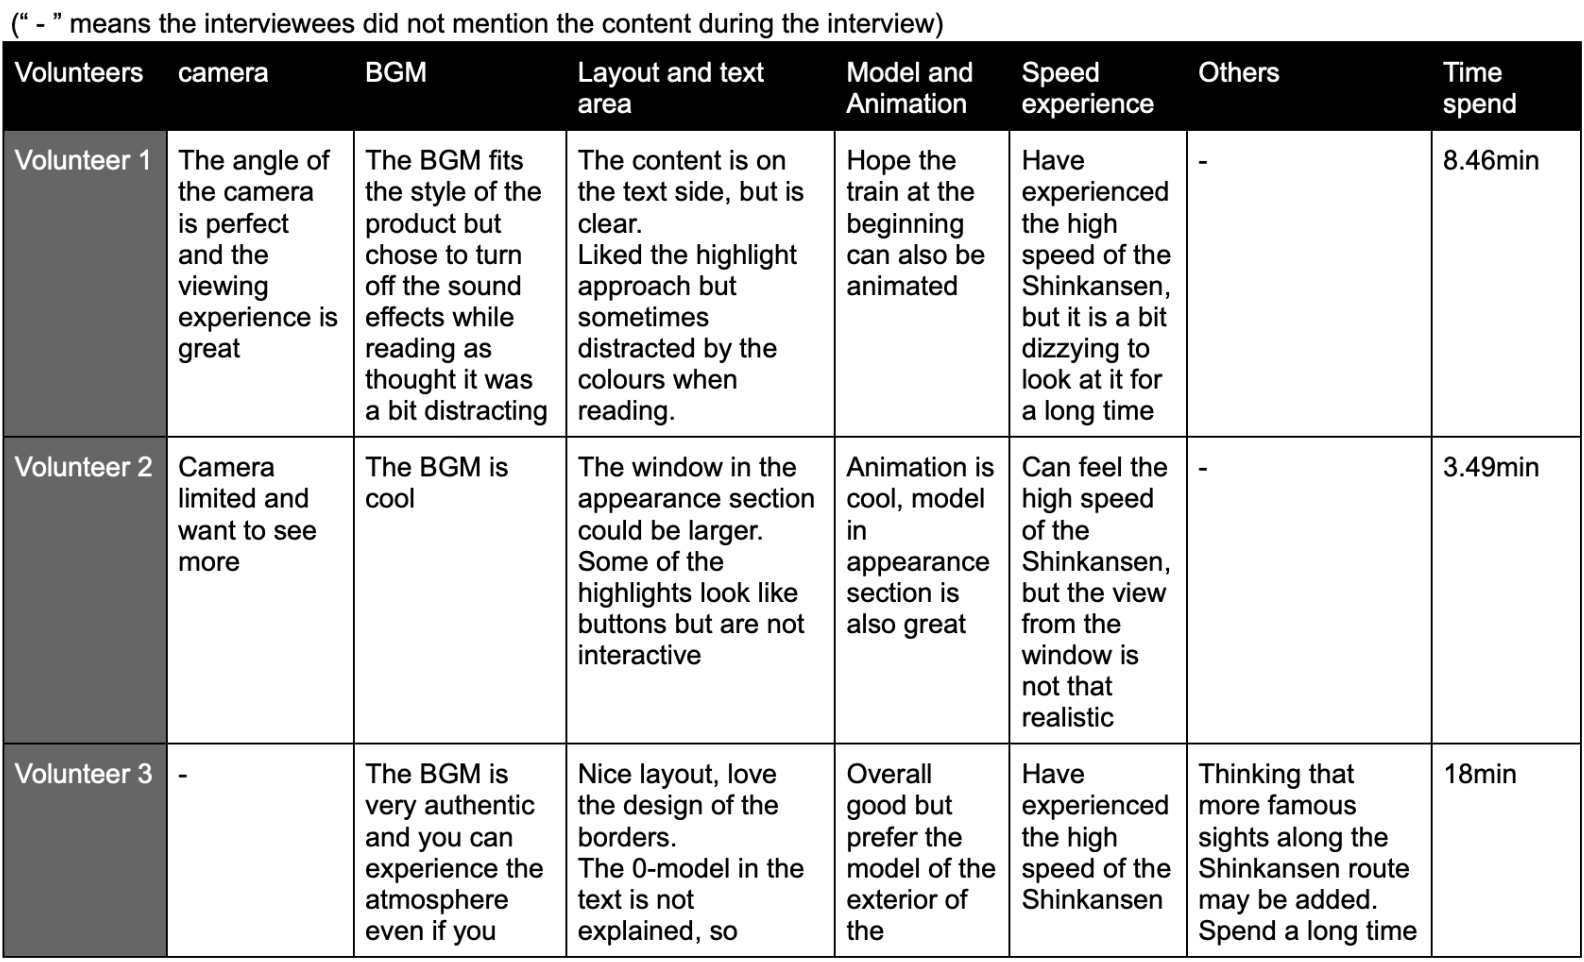 (“ - ” means the interviewees did not mention the content during the interview)
Volunteers camera BGM Layout and text area Model and Animation Speed experience Others Time spend
Volunteer 1
The angle of
the camera
is perfect
and the
viewing
experience is
great
The BGM fits
the style of the
product but
chose to turn
off the sound
effects while
reading as
thought it was
a bit distracting
The content is on
the text side, but is
clear.
Liked the highlight
approach but
sometimes
distracted by the
colours when
reading.
Hope the
train at the
beginning
can also be
animated
Have
experienced
the high
speed of the
Shinkansen,
but it is a bit
dizzying to
look at it for
a long time
-
8.46min
Volunteer 2
Camera
limited and
want to see
more
The BGM is
cool
The window in the
appearance section
could be larger.
Some of the
highlights look like
buttons but are not
interactive
Animation is
cool, model
in
appearance
section is
also great
Can feel the
high speed
of the
Shinkansen,
but the view
from the
window is
not that
realistic
-
3.49min
Volunteer 3
-
The BGM is
very authentic
and you can
experience the
atmosphere
even if you
Nice layout, love
the design of the
borders.
The 0-model in the
text is not
explained, so
Overall
good but
prefer the
model of the
exterior of
the
Have
experienced
the high
speed of the
Shinkansen
Thinking that
more famous
sights along the
Shinkansen route
may be added.
Spend a long time
18min